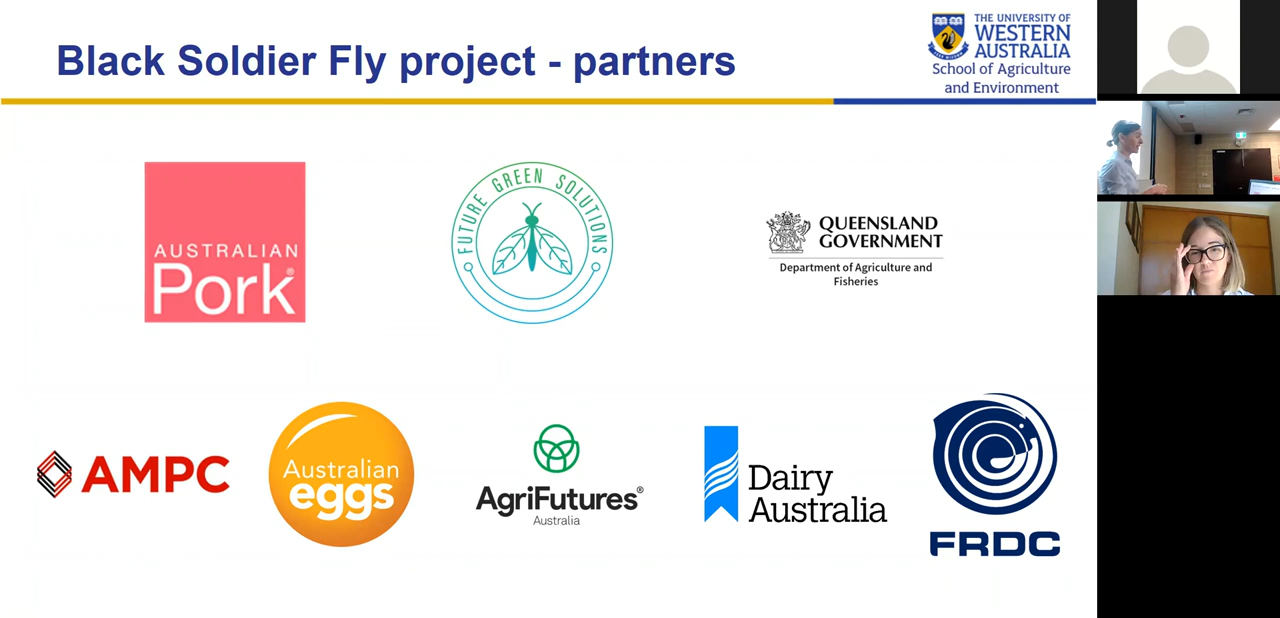 Black Soldier Fly project - partners
THE UNIVERSITY OF
WESTERN
AUSTRALIA
School of Agriculture
and Environment
AUSTRALIAN
Pork®
FUTURE GREEN SOLUTIONS
QUEENSLAND
GOVERNMENT
Department of Agriculture and
Fisheries
AMPC
Australian
eggs
AgriFutures®
Australia
Dairy
Australia
FRDC